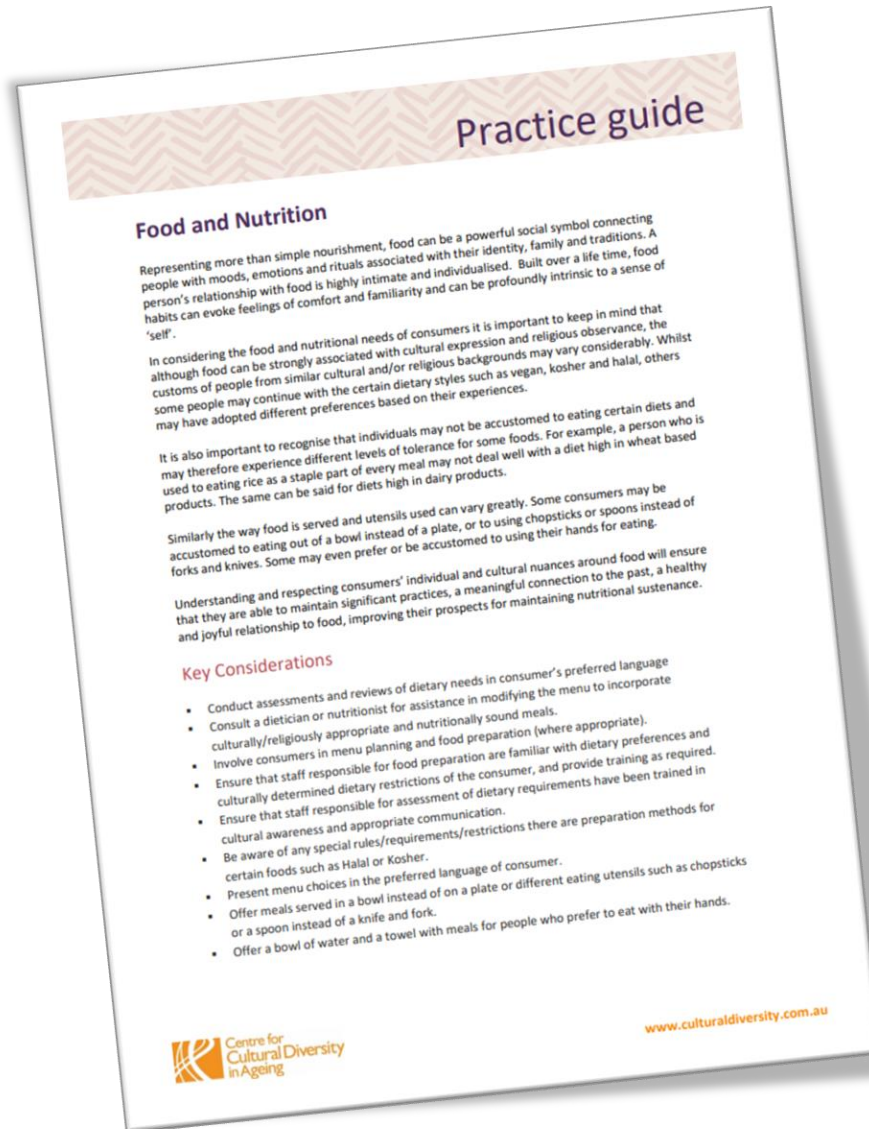 Practice guide
Food and Nutrition
Representing more than simple nourishment, food can be a powerful social symbol connecting
people with moods, emotions and rituals associated with their identity, family and traditions. A
person's relationship with food is highly intimate and individualised.  Built over a life time, food
habits can evoke feelings of comfort and familiarity and can be profoundly intrinsic to a sense of
'self'.
In considering the food and nutritional needs of consumers it is important to keep in mind that
although food can be strongly associated with cultural expression and religious observance, the
customs of people from similar cultural and/or religious backgrounds may vary considerably. Whilst
some people may continue with the certain dietary styles such as vegan, kosher and halal, others
may have adopted different preferences based on their experiences.
It is also important to recognise that individuals may not be accustomed to eating certain diets and
may therefore experience different levels of tolerance for some foods. For example, a person who is
used to eating rice as a staple part of every meal may not deal well with a diet high in wheat based
products. The same can be said for diets high in dairy products.
Similarly the way food is served and utensils used can vary greatly. Some consumers may be
accustomed to eating out of a bowl instead of a plate, or to using chopsticks or spoons instead of
forks and knives. Some may even prefer or be accustomed to using their hands for eating.
Understanding and respecting consumers' individual and cultural nuances around food will ensure
that they are able to maintain significant practices, a meaningful connection to the past, a healthy
and joyful relationship to food, improving their prospects for maintaining nutritional sustenance.
Key Considerations
▪ Conduct assessments and reviews of dietary needs in consumer's preferred language
▪ Consult a dietician or nutritionist for assistance in modifying the menu to incorporate
culturally/religiously appropriate and nutritionally sound meals.
▪ Involve consumers in menu planning and food preparation (where appropriate).
▪ Ensure that staff responsible for food preparation are familiar with dietary preferences and
culturally determined dietary restrictions of the consumer, and provide training as required.
▪ Ensure that staff responsible for assessment of dietary requirements have been trained in
cultural awareness and appropriate communication.
▪ Be aware of any special rules/requirements/restrictions there are preparation methods for
certain foods such as Halal or Kosher.
▪ Present menu choices in the preferred language of consumer.
▪ Offer meals served in a bowl instead of on a plate or different eating utensils such as chopsticks
or a spoon instead of a knife and fork.
▪ Offer a bowl of water and a towel with meals for people who prefer to eat with their hands.
Centre for
Cultural Diversity
in Ageing
www.culturaldiversity.com.au